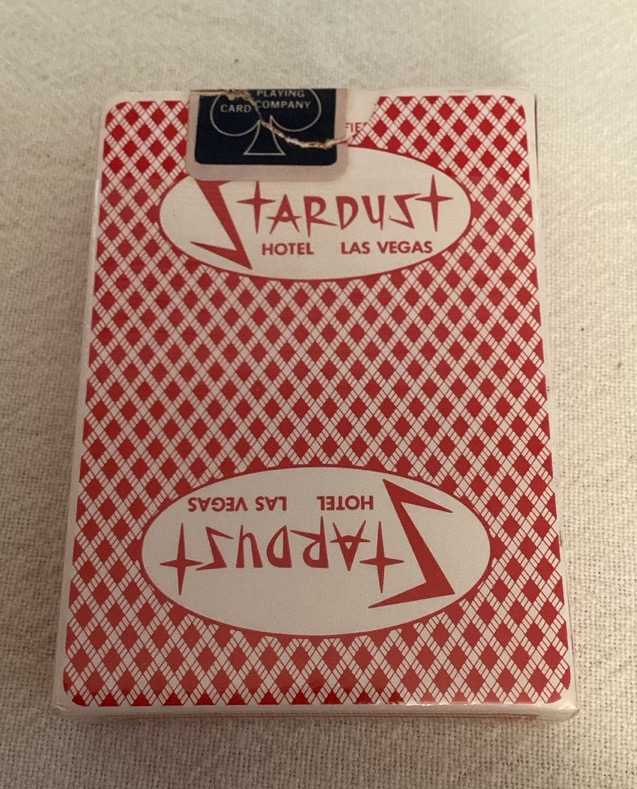 PLAYING
CARD COMPANY
STARDUST
HOTEL LAS VEGAS
STARDUST
HOTEL LAS VEGAS